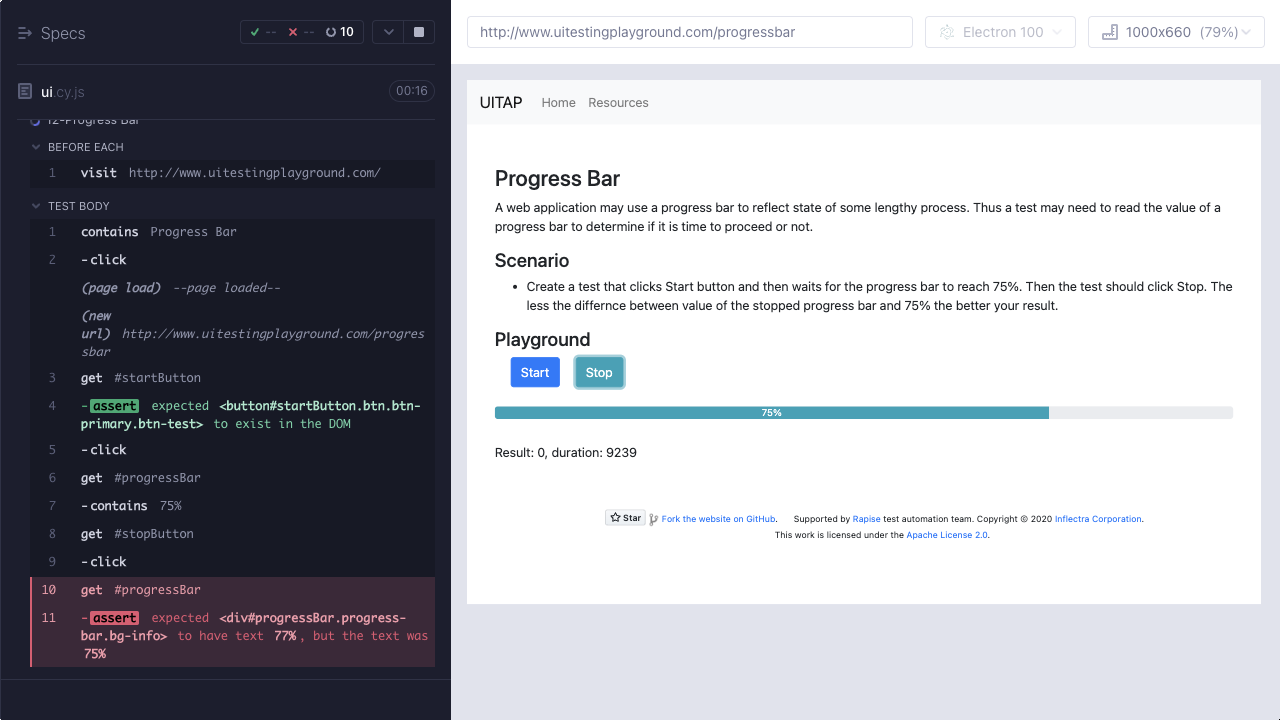 Specs
-- -- 10
ui.cy.js
00:16
12-Progress Bar
BEFORE EACH
1 visit http://www.uitestingplayground.com/
TEST BODY
1 contains Progress Bar
2 -click
(page load) --page loaded--
(new
url) http://www.uitestingplayground.com/progres
sbar
3 get #startButton
4 -assert expected <button#startButton.btn.btn-
primary.btn-test> to exist in the DOM
5 -click
6 get #progressBar
7 -contains 75%
8 get #stopButton
9 -click
10 get #progressBar
11 -assert expected <div#progressBar.progress-
bar.bg-info> to have text 77%, but the text was
75%
http://www.uitestingplayground.com/progressbar
Electron 100
1000x660 (79%)
UITAP Home Resources
Progress Bar
A web application may use a progress bar to reflect state of some lengthy process. Thus a test may need to read the value of a
progress bar to determine if it is time to proceed or not.
Scenario
• Create a test that clicks Start button and then waits for the progress bar to reach 75%. Then the test should click Stop. The
less the differnce between value of the stopped progress bar and 75% the better your result.
Playground
Start Stop
75%
Result: 0, duration: 9239
Star Fork the website on GitHub. Supported by Rapise test automation team. Copyright © 2020 Inflectra Corporation.
This work is licensed under the Apache License 2.0.